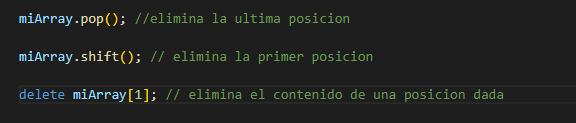 miArray.pop(); //elimina la ultima posicion
miArray.shift(); // elimina la primer posicion
delete miArray[1]; // elimina el contenido de una posicion dada